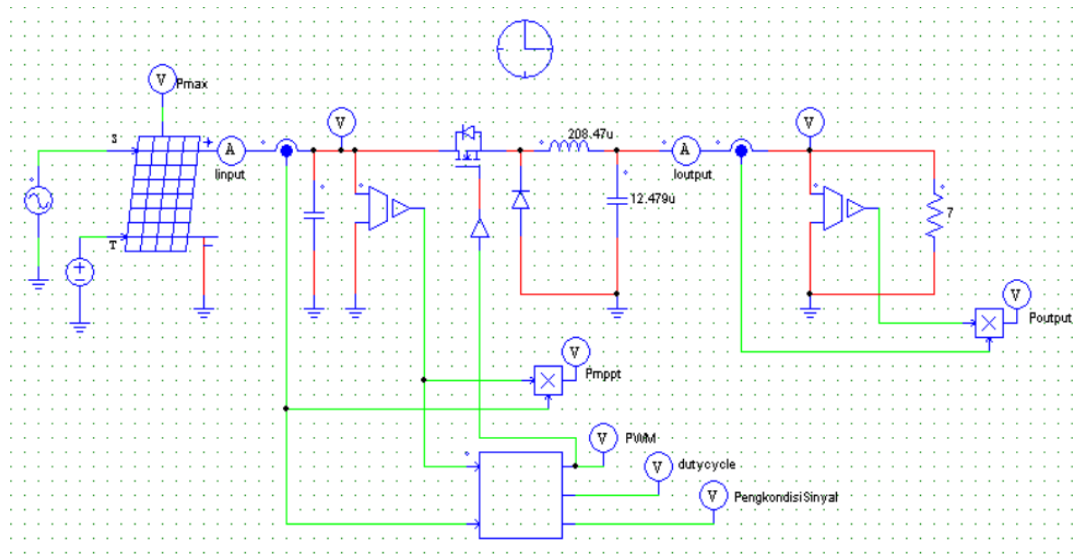 V
Pmax
S
T
A
Iinput
V
208.47u
12.479u
A
Ioutput
V
7
V
Poutput
V
Pmppt
V
PWM
V
dutycycle
V
PengkondisiSinyal